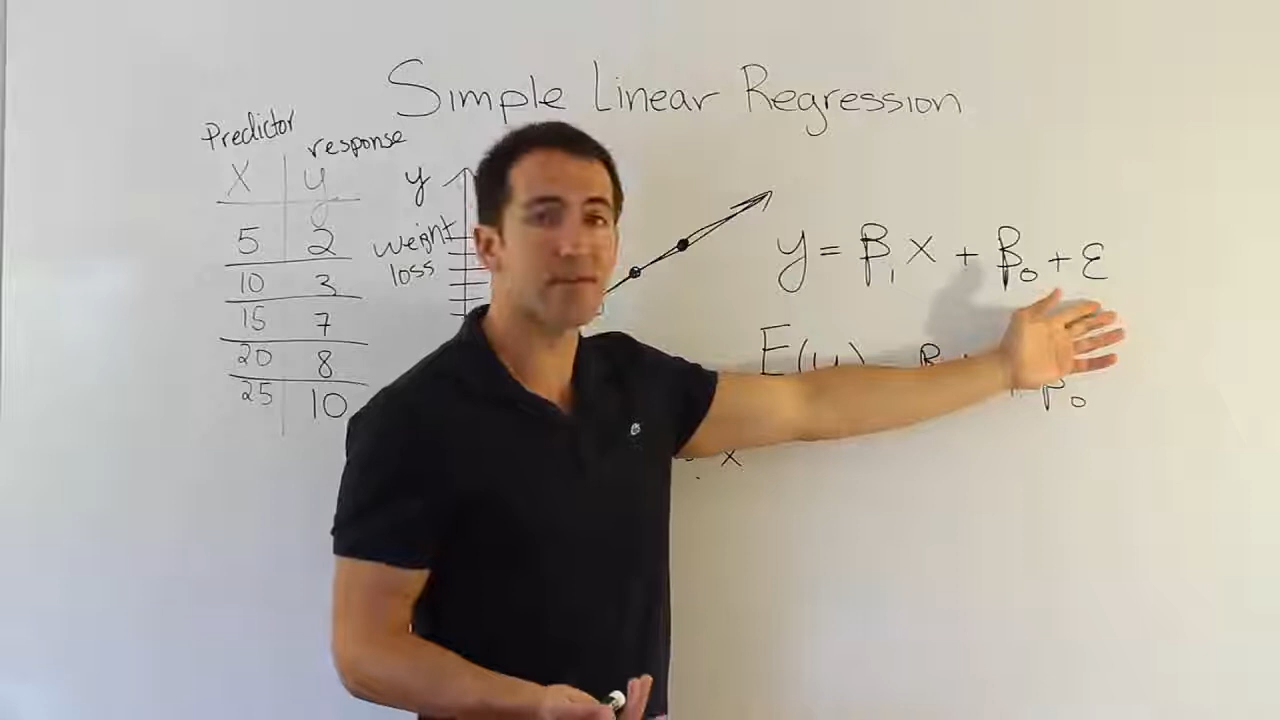 Simple Linear Regression
Predictor response
X y
5 2
10 3
15 7
20 8
25 10
y
weight
loss
y = β₁ X + β₀ + ε
E(y)
β₀
x